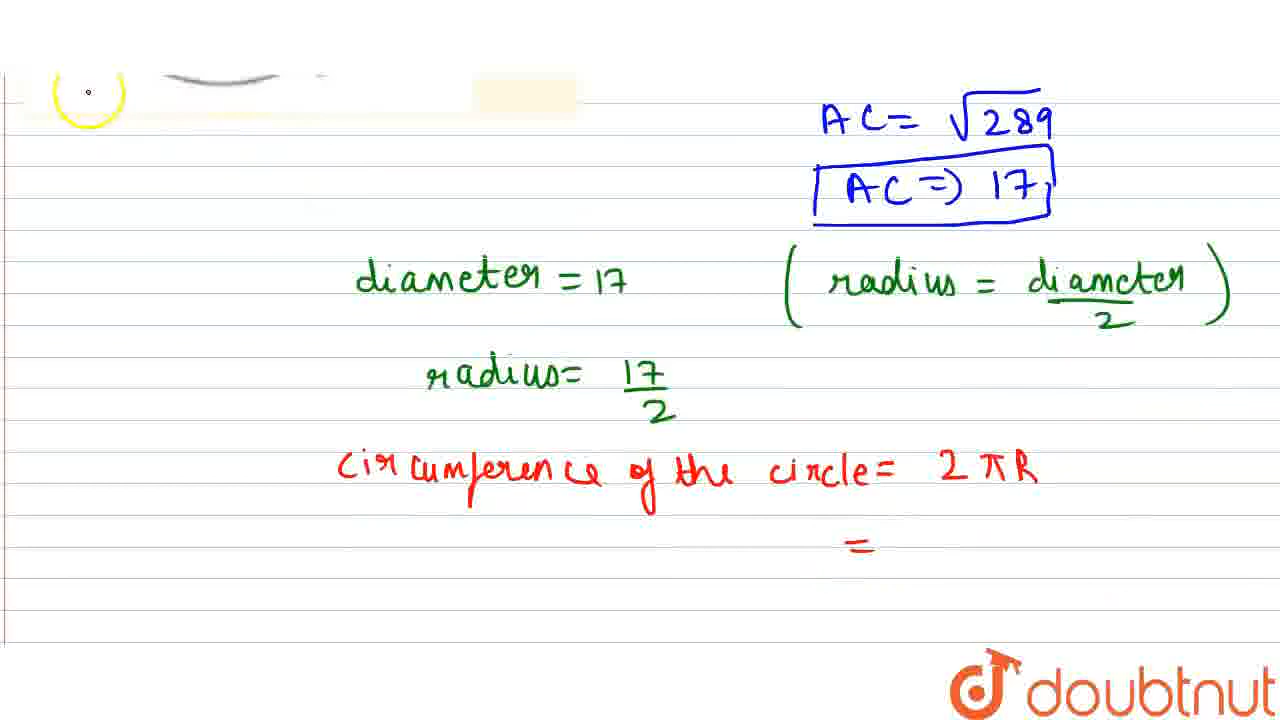 AC = √289
AC ⇒ 17
diameter = 17 ( radius = diameter/2 )
radius = 17/2
circumference of the circle = 2πR
=
doubtnut